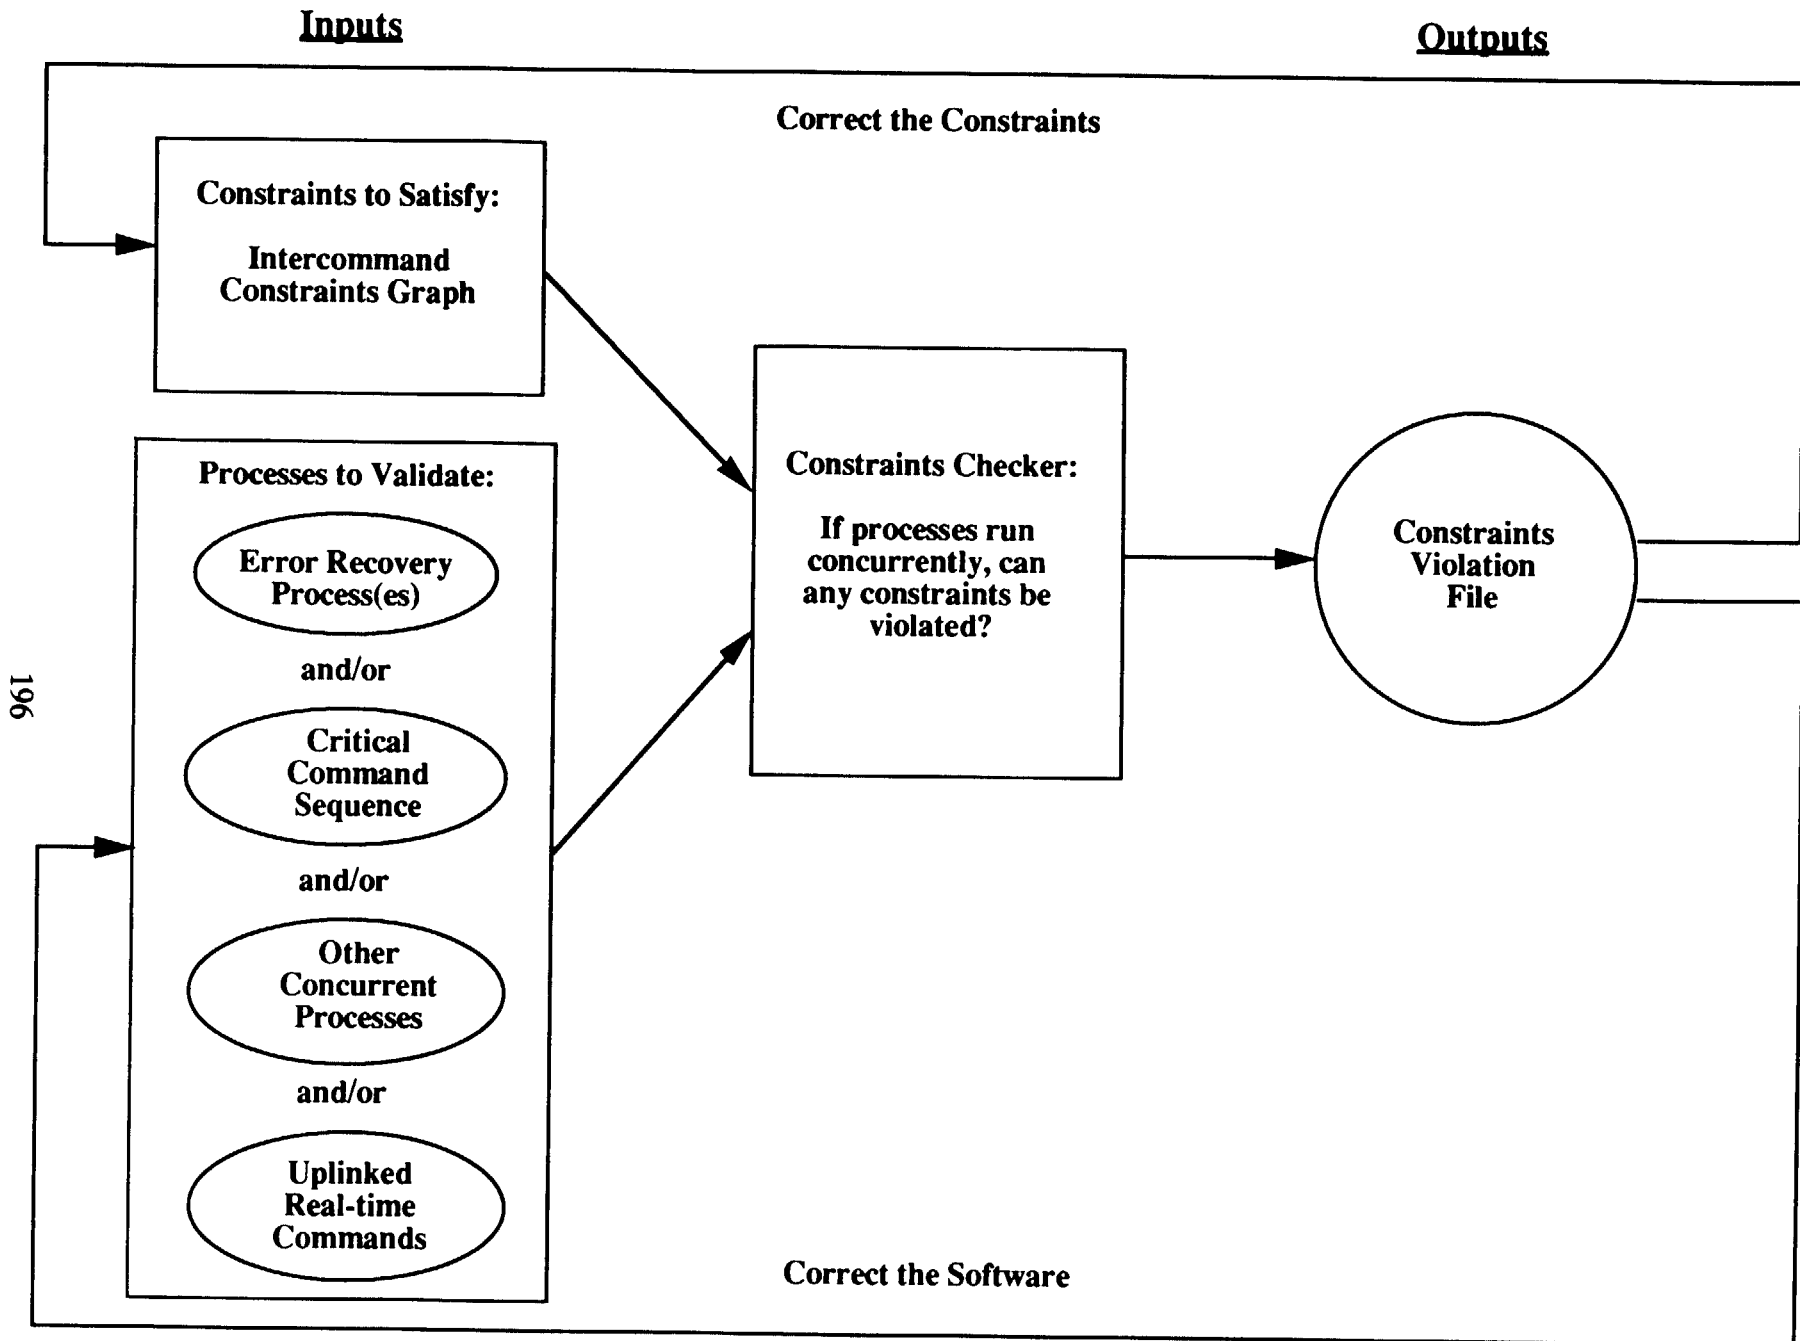 Inputs
Outputs
Correct the Constraints
Constraints to Satisfy:
Intercommand
Constraints Graph
Processes to Validate:
Error Recovery
Process(es)
and/or
Critical
Command
Sequence
and/or
Other
Concurrent
Processes
and/or
Uplinked
Real-time
Commands
Constraints Checker:
If processes run
concurrently, can
any constraints be
violated?
Constraints
Violation
File
Correct the Software
196